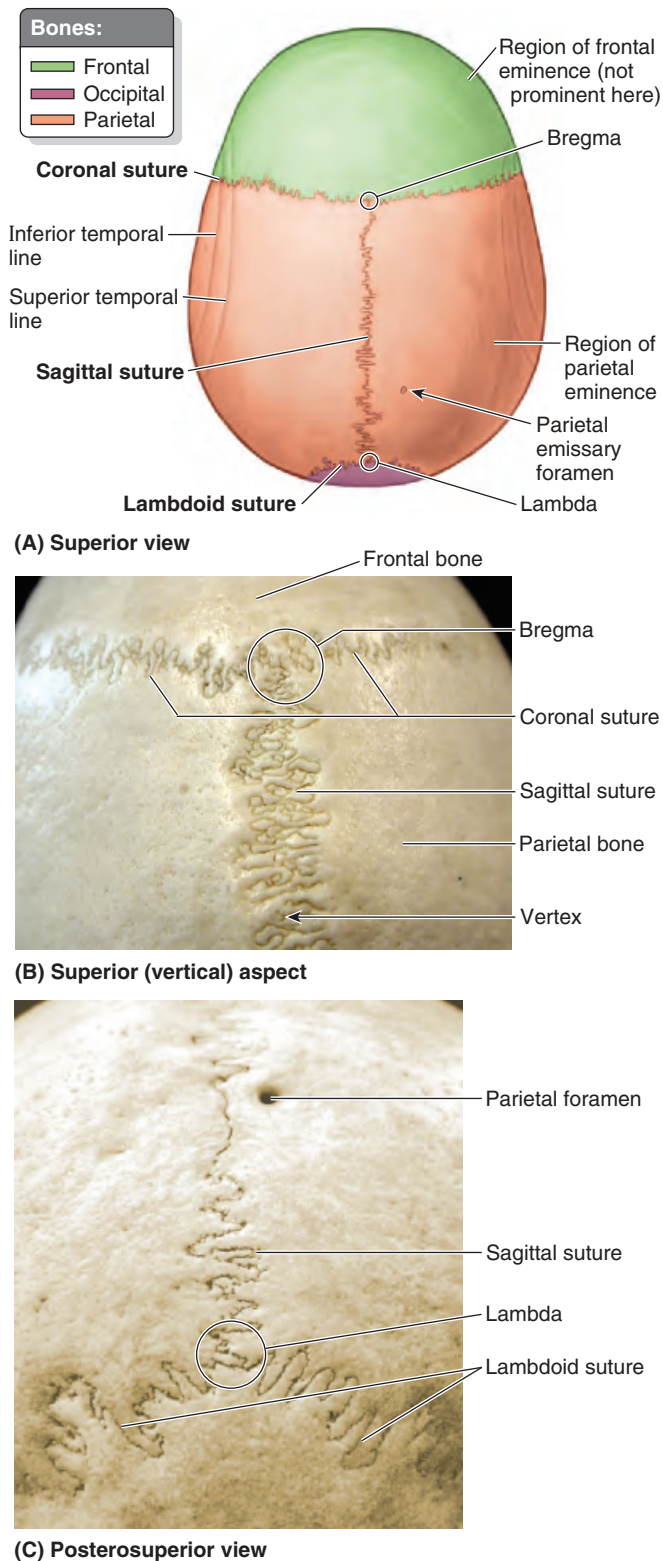 Bones:
Frontal
Occipital
Parietal
Region of frontal
eminence (not
prominent here)
Bregma
Coronal suture
Inferior temporal
line
Superior temporal
line
Sagittal suture
Region of
parietal
eminence
Parietal
emissary
foramen
Lambdoid suture
Lambda
(A) Superior view
Frontal bone
Bregma
Coronal suture
Sagittal suture
Parietal bone
Vertex
(B) Superior (vertical) aspect
Parietal foramen
Sagittal suture
Lambda
Lambdoid suture
(C) Posterosuperior view